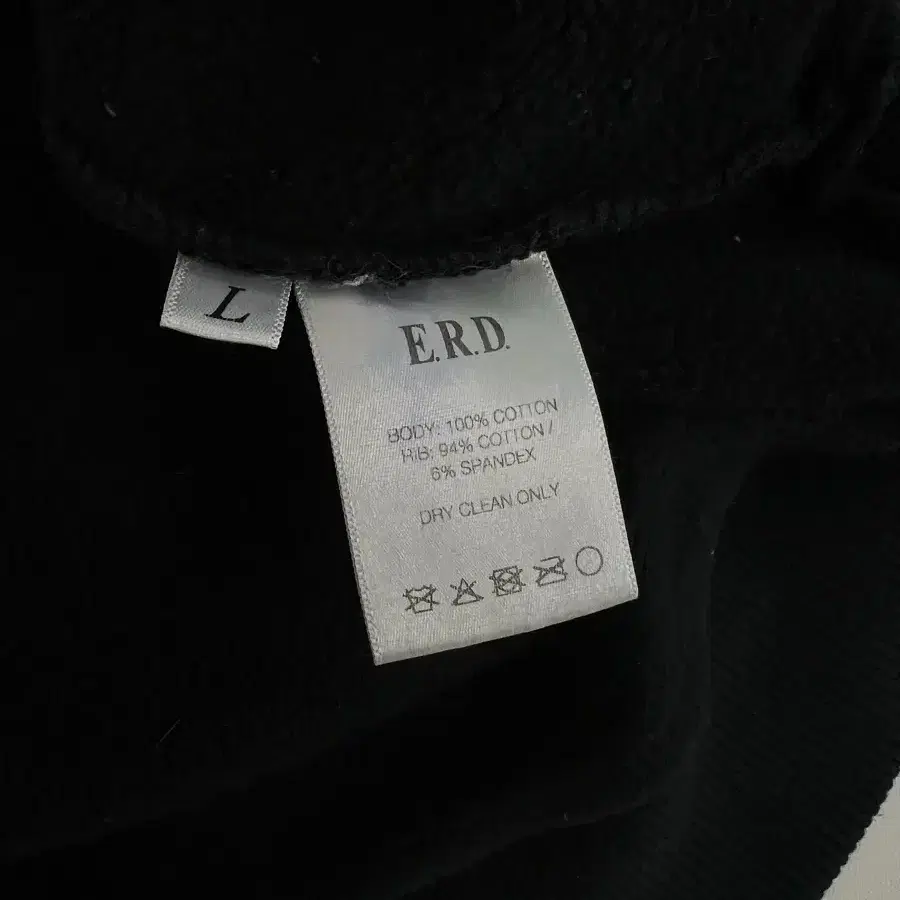 L
E.R.D.
BODY: 100% COTTON
RIB: 94% COTTON /
6% SPANDEX
DRY CLEAN ONLY